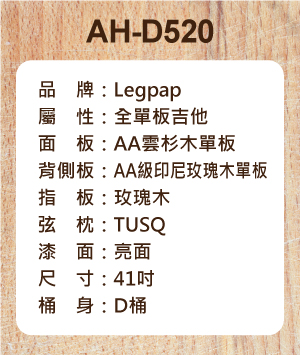 AH-D520
品　牌：Legpap
屬　性：全單板吉他
面　板：AA雲杉木單板
背側板：AA級印尼玫瑰木單板
指　板：玫瑰木
弦　枕：TUSQ
漆　面：亮面
尺　寸：41吋
桶　身：D桶